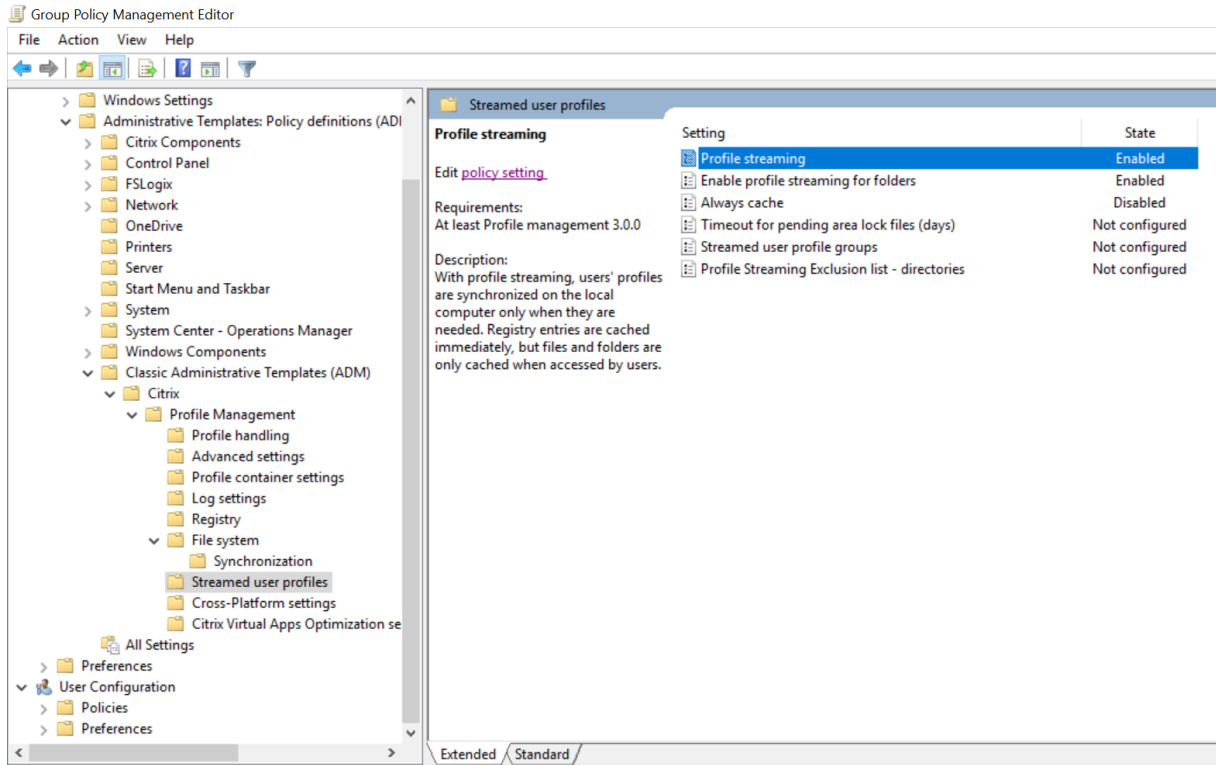 Group Policy Management Editor
File Action View Help
Windows Settings
Administrative Templates: Policy definitions (ADI
Citrix Components
Control Panel
FSLogix
Network
OneDrive
Printers
Server
Start Menu and Taskbar
System
System Center - Operations Manager
Windows Components
Classic Administrative Templates (ADM)
Citrix
Profile Management
Profile handling
Advanced settings
Profile container settings
Log settings
Registry
File system
Synchronization
Streamed user profiles
Cross-Platform settings
Citrix Virtual Apps Optimization se
All Settings
Preferences
User Configuration
Policies
Preferences
Streamed user profiles
Profile streaming
Edit policy setting
Requirements:
At least Profile management 3.0.0
Description:
With profile streaming, users' profiles
are synchronized on the local
computer only when they are
needed. Registry entries are cached
immediately, but files and folders are
only cached when accessed by users.
Setting State
Profile streaming Enabled
Enable profile streaming for folders Enabled
Always cache Disabled
Timeout for pending area lock files (days) Not configured
Streamed user profile groups Not configured
Profile Streaming Exclusion list - directories Not configured
Extended Standard